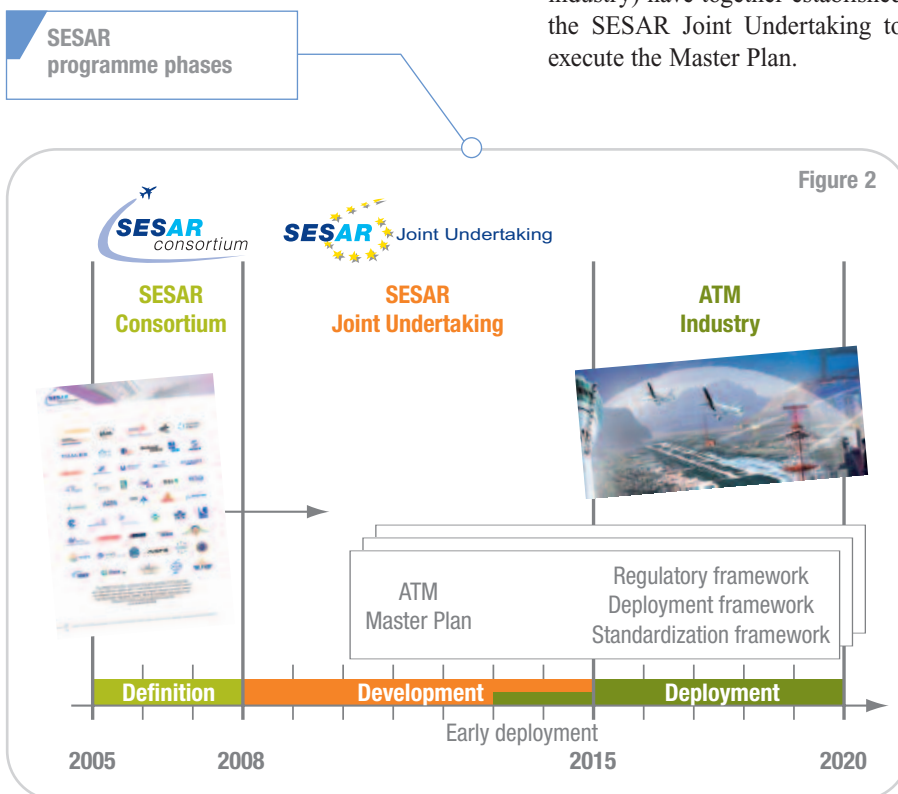 industry) have together established
the SESAR Joint Undertaking to
execute the Master Plan.
SESAR
programme phases
Figure 2
SESAR
consortium
SESAR Joint Undertaking
SESAR
Consortium
SESAR
Joint Undertaking
ATM
Industry
ATM
Master Plan
Regulatory framework
Deployment framework
Standardization framework
Definition
Development
Deployment
Early deployment
2005
2008
2015
2020